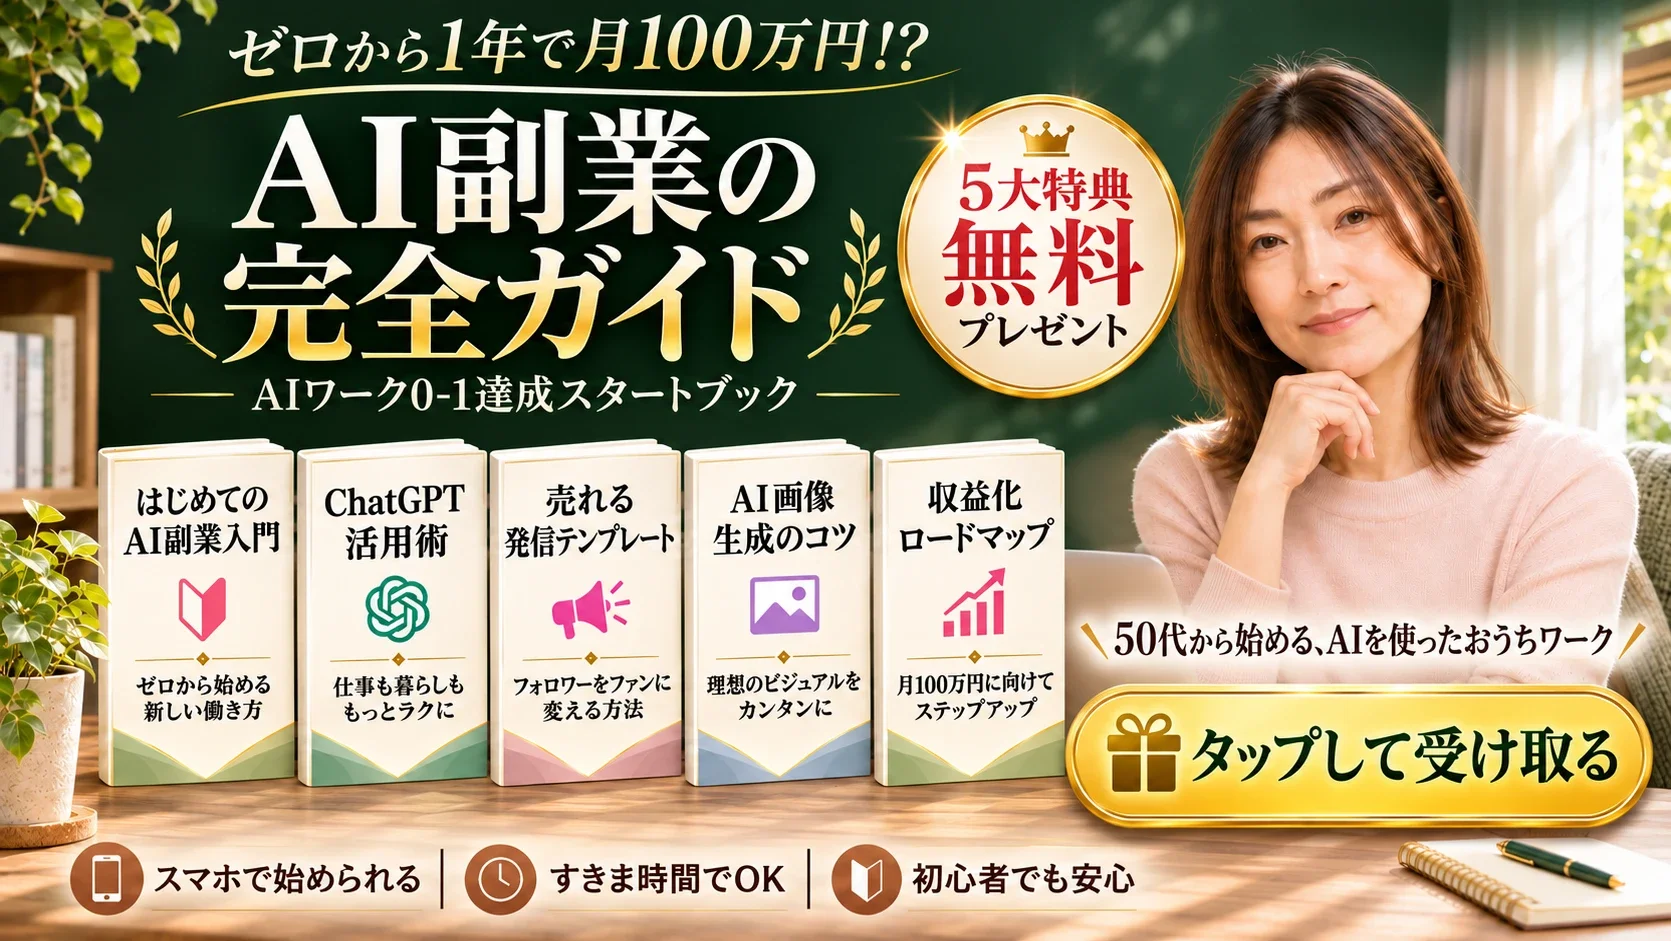 ゼロから1年で月100万円!?
AI副業の
完全ガイド
AIワーク0-1達成スタートブック
5大特典
無料
プレゼント
はじめての
AI副業入門
ゼロから始める
新しい働き方
ChatGPT
活用術
仕事も暮らしも
もっとラクに
売れる
発信テンプレート
フォロワーをファンに
変える方法
AI画像
生成のコツ
理想のビジュアルを
カンタンに
収益化
ロードマップ
月100万円に向けて
ステップアップ
50代から始める、AIを使ったおうちワーク
タップして受け取る
スマホで始められる
すきま時間でOK
初心者でも安心